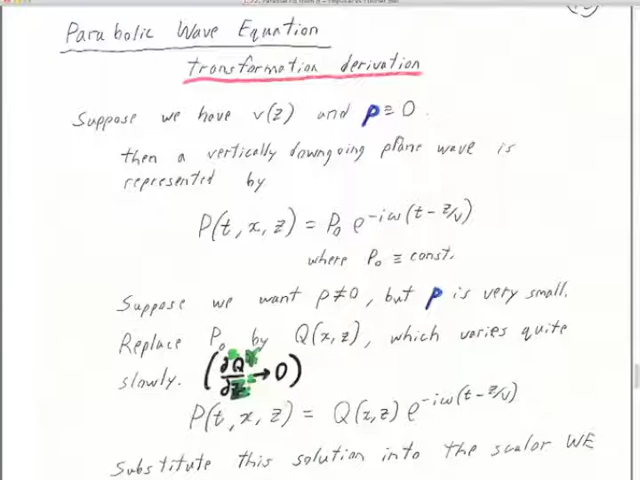 Parabolic Wave Equation
transformation derivation
Suppose we have v(z) and p ≡ 0.
then a vertically downgoing plane wave is
represented by
P(t, x, z) = P₀ e^{-iω(t - z/v)}
where P₀ ≡ const.
Suppose we want p ≠ 0, but p is very small.
Replace P₀ by Q(x, z), which varies quite
slowly. (∂Q/∂z → 0)
P(t, x, z) = Q(x, z) e^{-iω(t - z/v)}
Substitute this solution into the scalar WE